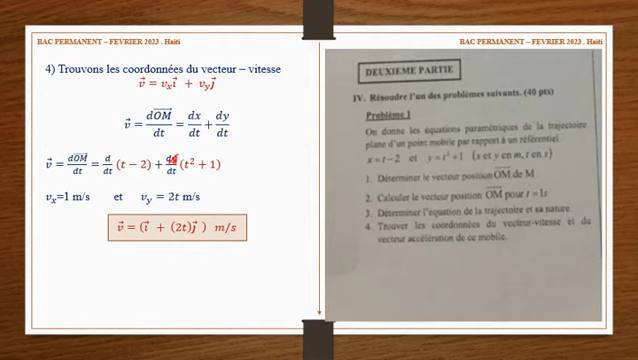 BAC PERMANENT – FEVRIER 2023 . Haiti
4) Trouvons les coordonnées du vecteur – vitesse
v⃗ = vₓi⃗ + v_y j⃗
v⃗ = dOM⃗/dt = dx/dt + dy/dt
v⃗ = dOM⃗/dt = d/dt (t − 2) + d/dt (t² + 1)
vₓ=1 m/s et v_y = 2t m/s
v⃗ = (i⃗ + (2t)j⃗ ) m/s
BAC PERMANENT – FEVRIER 2023 . Haiti
DEUXIEME PARTIE
IV. Résoudre l'un des problèmes suivants. (40 pts)
Problème 1
On donne les équations paramétriques de la trajectoire
plane d'un point mobile par rapport à un référentiel.
x = t − 2 et y = t² + 1 (x et y en m, t en s)
1. Déterminer le vecteur position OM⃗ de M
2. Calculer le vecteur position OM⃗ pour t = 1s
3. Déterminer l'équation de la trajectoire et sa nature.
4. Trouver les coordonnées du vecteur-vitesse et du
vecteur accélération de ce mobile.